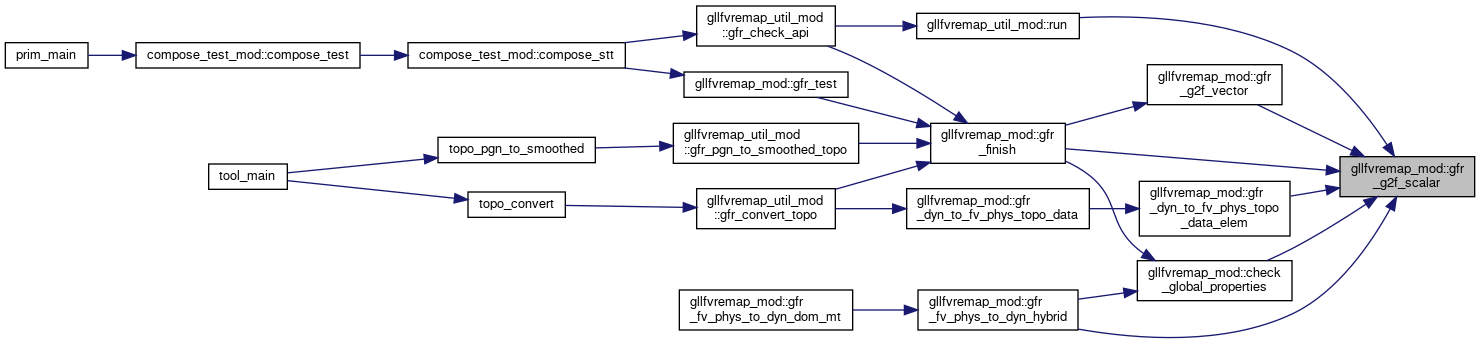 prim_main
compose_test_mod::compose_test
compose_test_mod::compose_stt
gllfvremap_util_mod
::gfr_check_api
gllfvremap_util_mod::run
gllfvremap_mod::gfr_test
gllfvremap_mod::gfr
_g2f_vector
gllfvremap_mod::gfr
_finish
gllfvremap_mod::gfr
_g2f_scalar
tool_main
topo_pgn_to_smoothed
gllfvremap_util_mod
::gfr_pgn_to_smoothed_topo
topo_convert
gllfvremap_util_mod
::gfr_convert_topo
gllfvremap_mod::gfr
_dyn_to_fv_phys_topo_data
gllfvremap_mod::gfr
_dyn_to_fv_phys_topo
_data_elem
gllfvremap_mod::check
_global_properties
gllfvremap_mod::gfr
_fv_phys_to_dyn_dom_mt
gllfvremap_mod::gfr
_fv_phys_to_dyn_hybrid